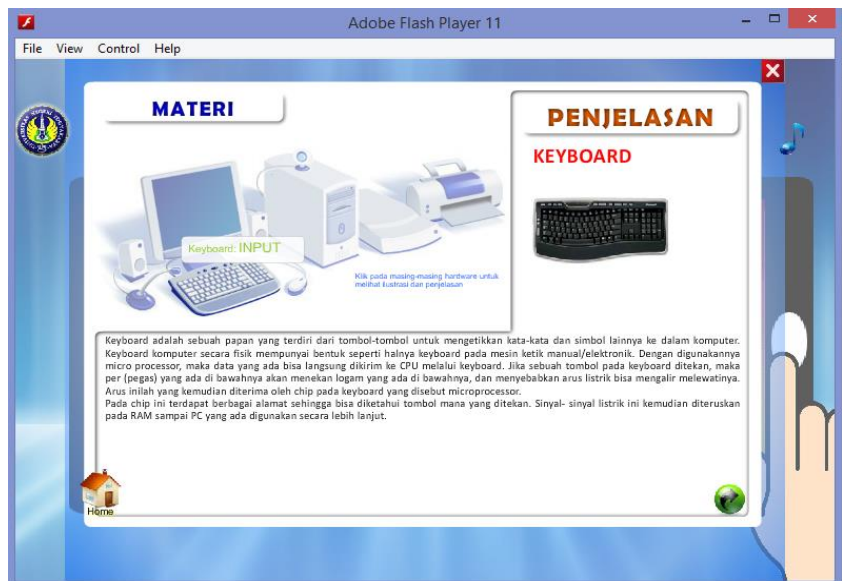 Adobe Flash Player 11
File View Control Help
MATERI
PENJELASAN
KEYBOARD
Keyboard: INPUT
Klik pada masing-masing hardware untuk
melihat ilustrasi dan penjelasan
Keyboard adalah sebuah papan yang terdiri dari tombol-tombol untuk mengetikkan kata-kata dan simbol lainnya ke dalam komputer.
Keyboard komputer secara fisik mempunyai bentuk seperti halnya keyboard pada mesin ketik manual/elektronik. Dengan digunakannya
micro processor, maka data yang ada bisa langsung dikirim ke CPU melalui keyboard. Jika sebuah tombol pada keyboard ditekan, maka
per (pegas) yang ada di bawahnya akan menekan logam yang ada di bawahnya, dan menyebabkan arus listrik bisa mengalir melewatinya.
Arus inilah yang kemudian diterima oleh chip pada keyboard yang disebut microprocessor.
Pada chip ini terdapat berbagai alamat sehingga bisa diketahui tombol mana yang ditekan. Sinyal- sinyal listrik ini kemudian diteruskan
pada RAM sampai PC yang ada digunakan secara lebih lanjut.
Home